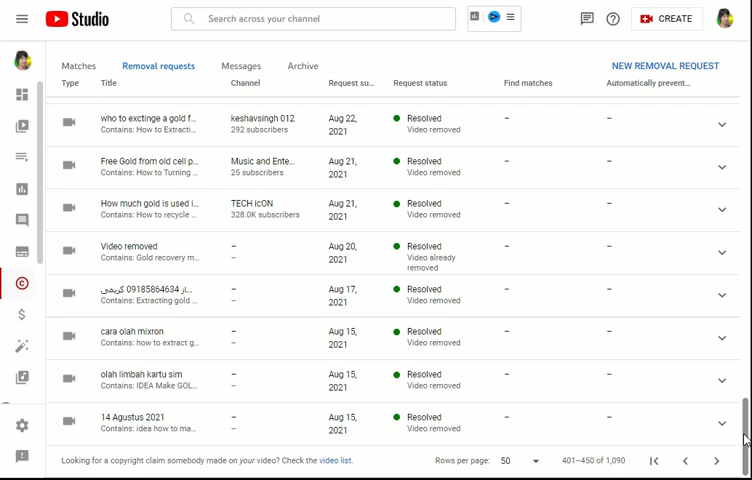 Studio
Search across your channel
CREATE
Matches Removal requests Messages Archive NEW REMOVAL REQUEST
Type Title Channel Request su... Request status Find matches Automatically prevent...
who to exctinge a gold f... keshavsingh 012 Aug 22, Resolved – –
Contains: How to Extracti... 292 subscribers 2021 Video removed
Free Gold from old cell p... Music and Ente... Aug 21, Resolved – –
Contains: How to Turning ... 25 subscribers 2021 Video removed
How much gold is used i... TECH icON Aug 21, Resolved – –
Contains: How to recycle ... 328.0K subscribers 2021 Video removed
Video removed – Aug 20, Resolved – –
Contains: Gold recovery m... – 2021 Video already
removed
...از 09185864634 کریمی – Aug 17, Resolved – –
Contains: Extracting gold ... – 2021 Video removed
cara olah mixron – Aug 15, Resolved – –
Contains: how to extract g... – 2021 Video removed
olah limbah kartu sim – Aug 15, Resolved – –
Contains: IDEA Make GOL... – 2021 Video removed
14 Agustus 2021 – Aug 15, Resolved – –
Contains: idea how to ma... – 2021 Video removed
Looking for a copyright claim somebody made on your video? Check the video list. Rows per page: 50 401–450 of 1,090